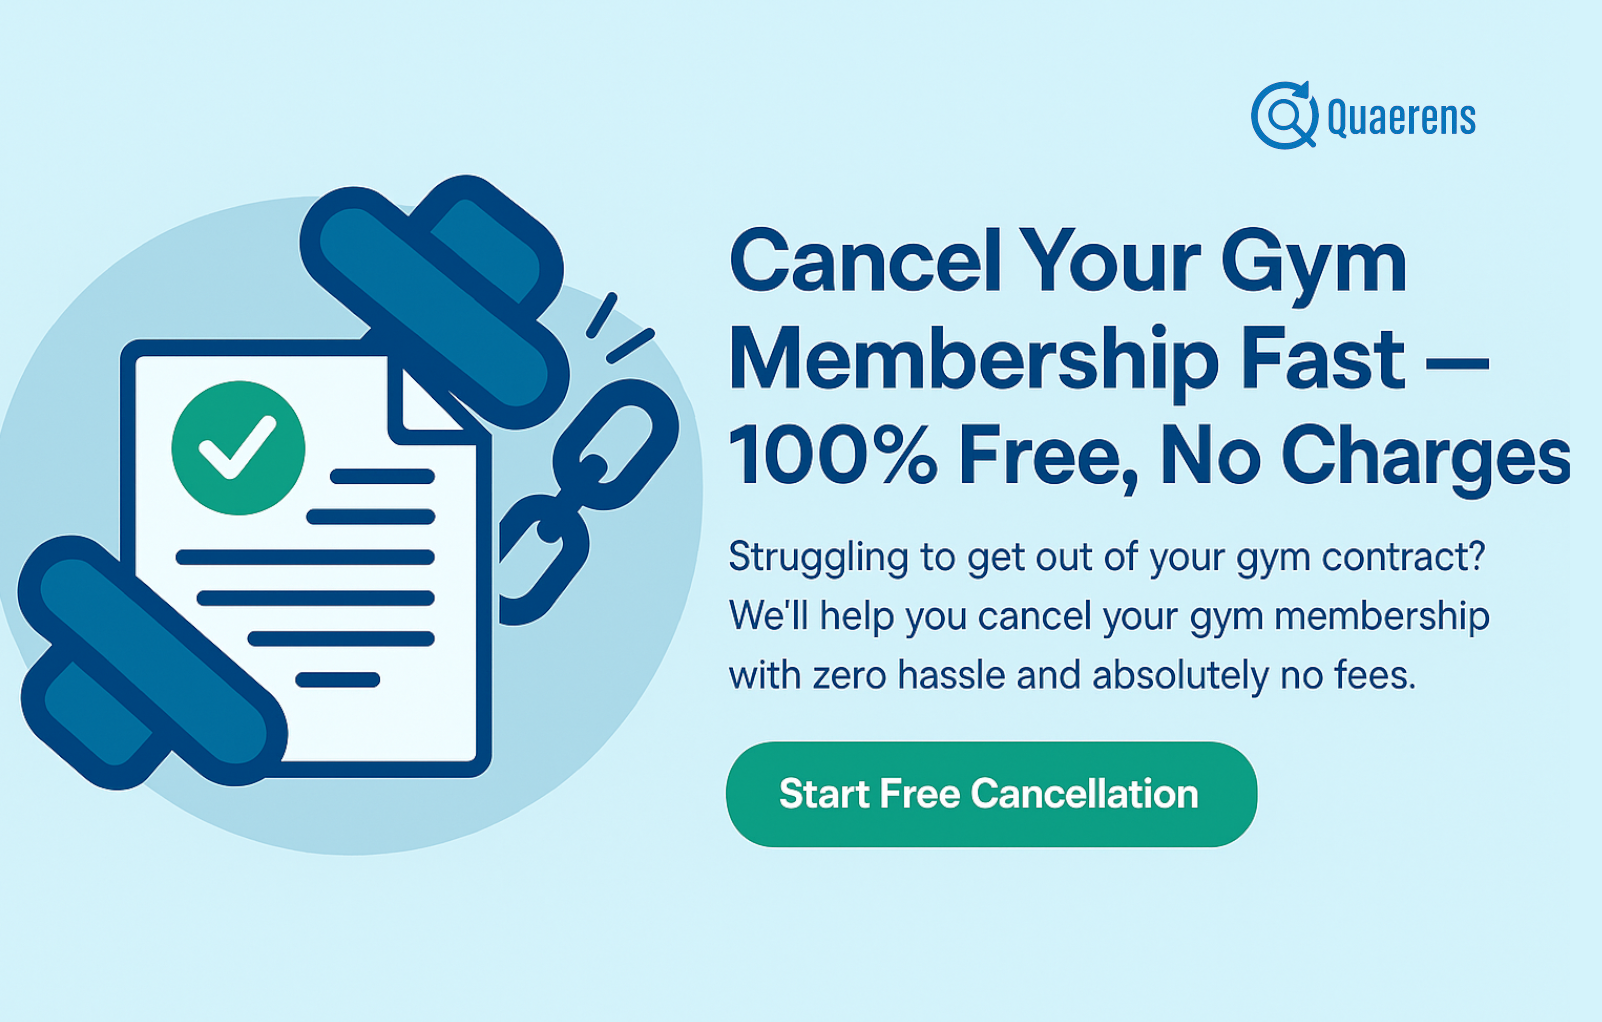 Quaerens
Cancel Your Gym
Membership Fast —
100% Free, No Charges
Struggling to get out of your gym contract?
We'll help you cancel your gym membership
with zero hassle and absolutely no fees.
Start Free Cancellation